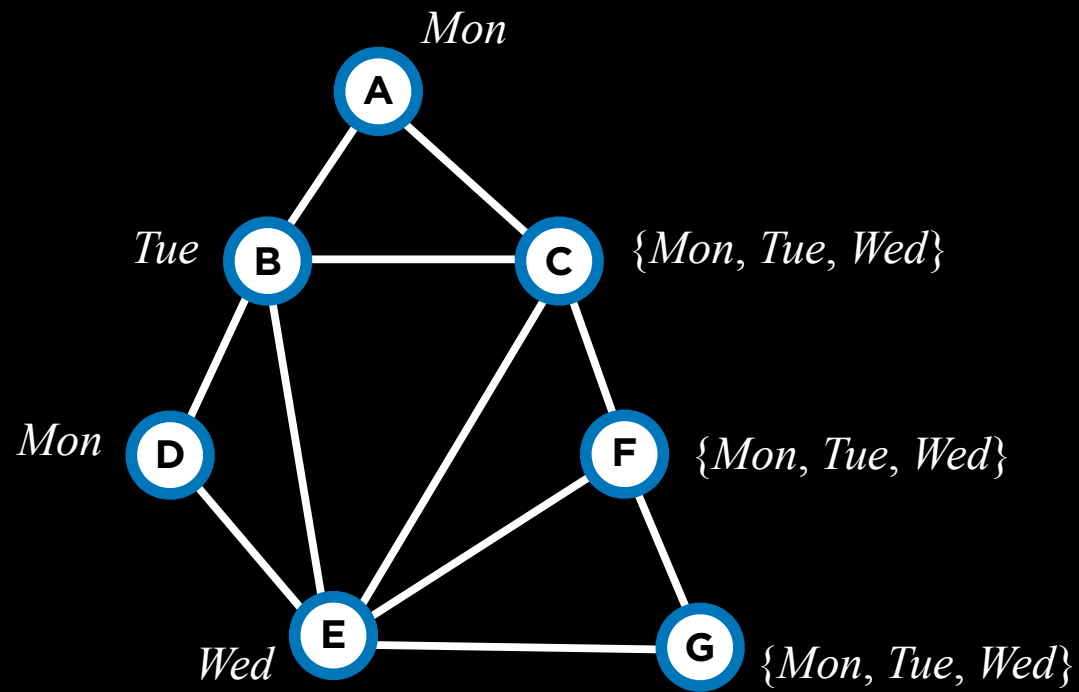 Mon
A
Tue
B
C
{Mon, Tue, Wed}
Mon
D
F
{Mon, Tue, Wed}
E
Wed
G
{Mon, Tue, Wed}